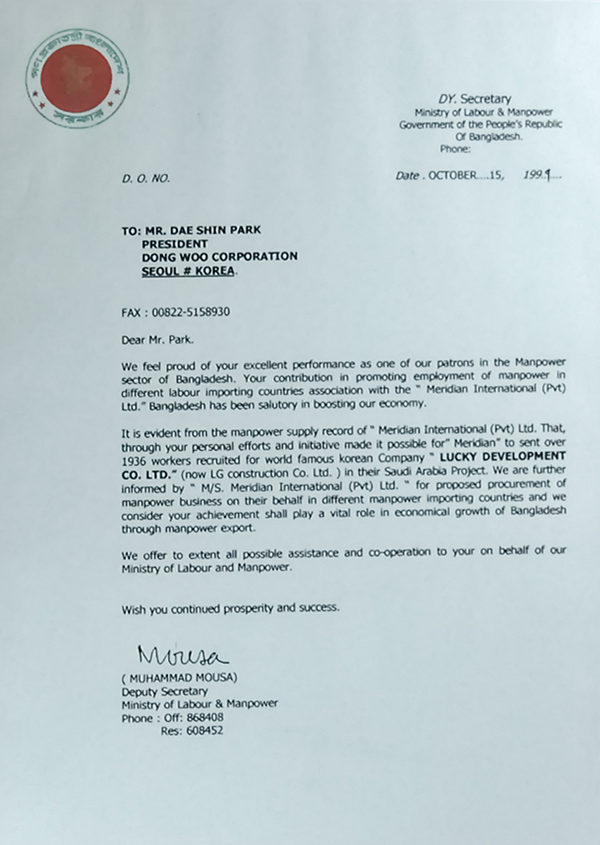 গণপ্রজাতন্ত্রী বাংলাদেশ
সরকার
DY. Secretary
Ministry of Labour & Manpower
Government of the People's Republic
Of Bangladesh.
Phone:
D. O. NO.
Date . OCTOBER....15, 1999....
TO: MR. DAE SHIN PARK
PRESIDENT
DONG WOO CORPORATION
SEOUL # KOREA.
FAX : 00822-5158930
Dear Mr. Park.
We feel proud of your excellent performance as one of our patrons in the Manpower
sector of Bangladesh. Your contribution in promoting employment of manpower in
different labour importing countries association with the " Meridian International (Pvt)
Ltd." Bangladesh has been salutory in boosting our economy.
It is evident from the manpower supply record of " Meridian International (Pvt) Ltd. That,
through your personal efforts and initiative made it possible for" Meridian" to sent over
1936 workers recruited for world famous korean Company " LUCKY DEVELOPMENT
CO. LTD." (now LG construction Co. Ltd. ) in their Saudi Arabia Project. We are further
informed by " M/S. Meridian International (Pvt) Ltd. " for proposed procurement of
manpower business on their behalf in different manpower importing countries and we
consider your achievement shall play a vital role in economical growth of Bangladesh
through manpower export.
We offer to extent all possible assistance and co-operation to your on behalf of our
Ministry of Labour and Manpower.
Wish you continued prosperity and success.
Mousa
( MUHAMMAD MOUSA)
Deputy Secretary
Ministry of Labour & Manpower
Phone : Off: 868408
Res: 608452